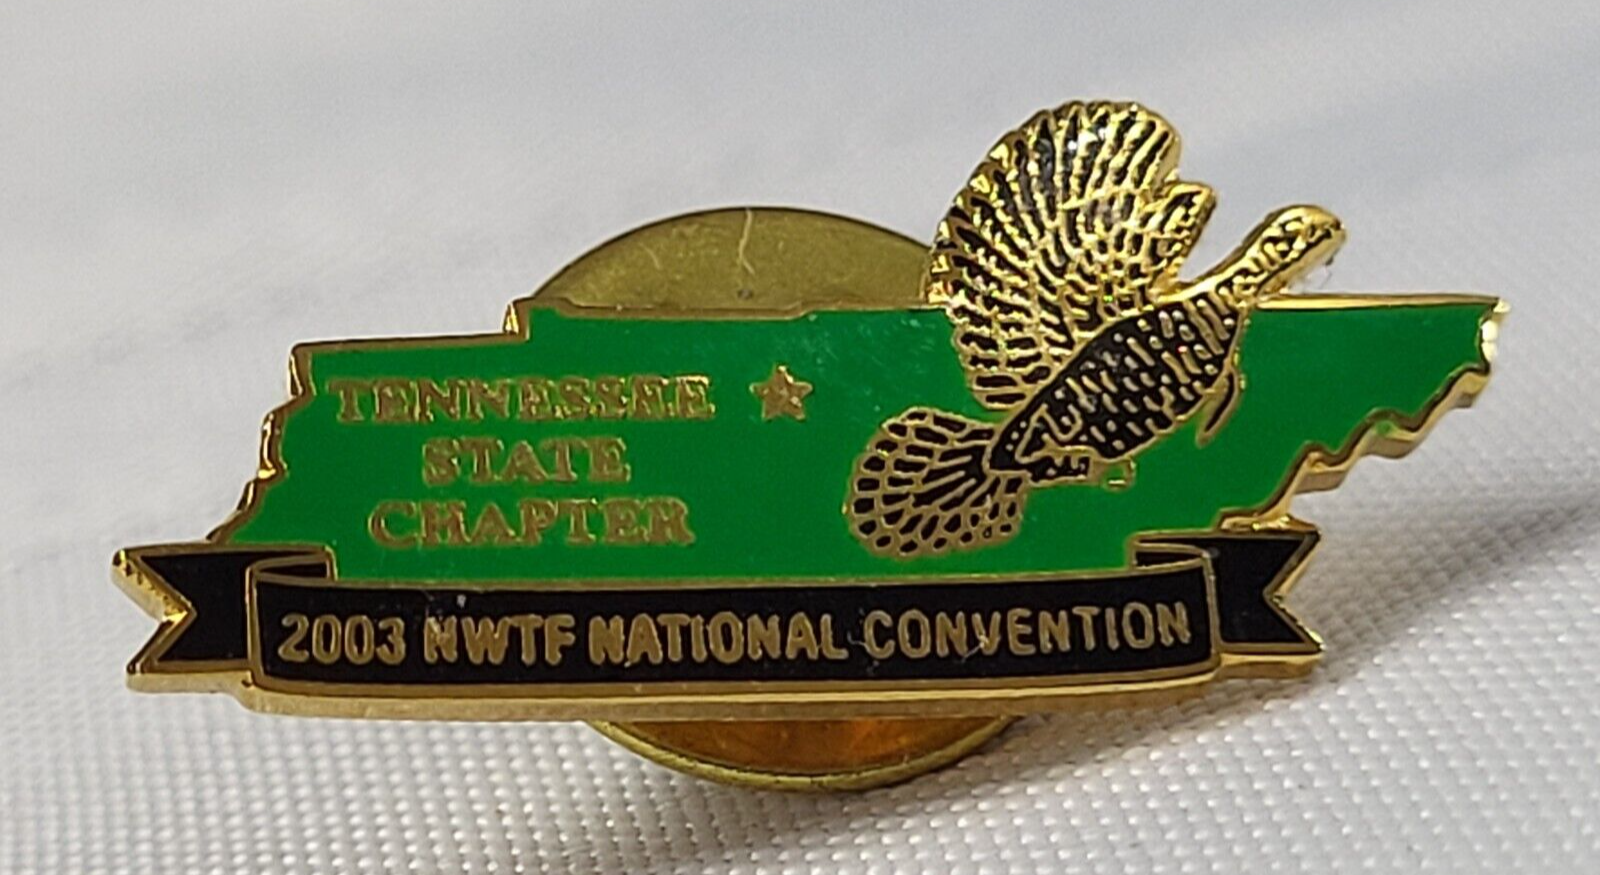 TENNESSEE
STATE
CHAPTER
2003 NWTF NATIONAL CONVENTION